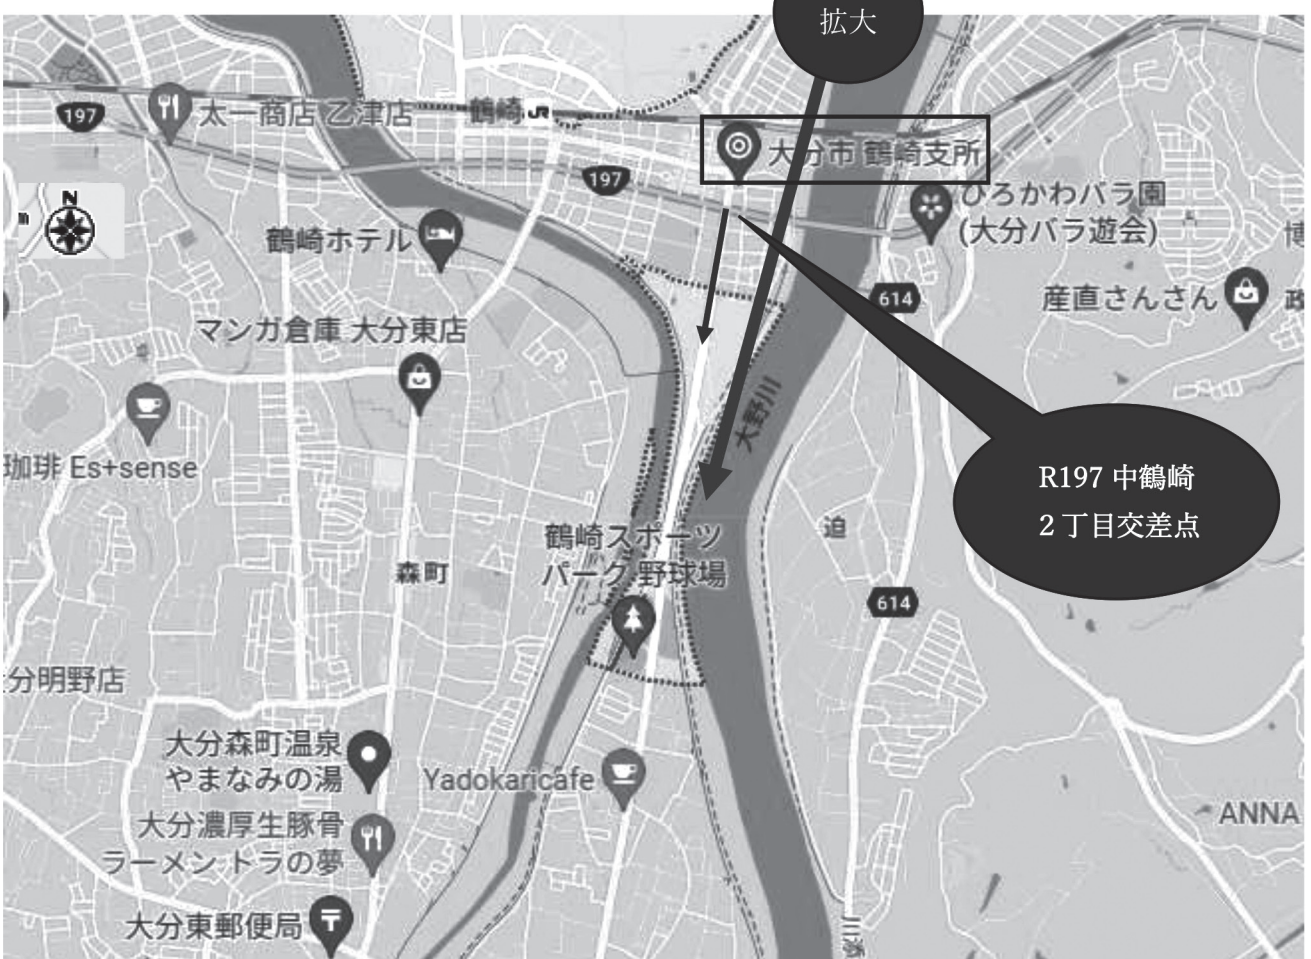 拡大
197
太一商店 乙津店
鶴崎
JR
大分市 鶴崎支所
197
N
ひろかわバラ園
(大分バラ遊会)
博
鶴崎ホテル
614
産直さんさん
政
マンガ倉庫 大分東店
大野川
珈琲 Es+sense
R197 中鶴崎
2丁目交差点
鶴崎スポーツ
パーク 野球場
迫
森町
614
分明野店
大分森町温泉
やまなみの湯
Yadokaricafe
大分濃厚生豚骨
ラーメントラの夢
ANNA
大分東郵便局
川添